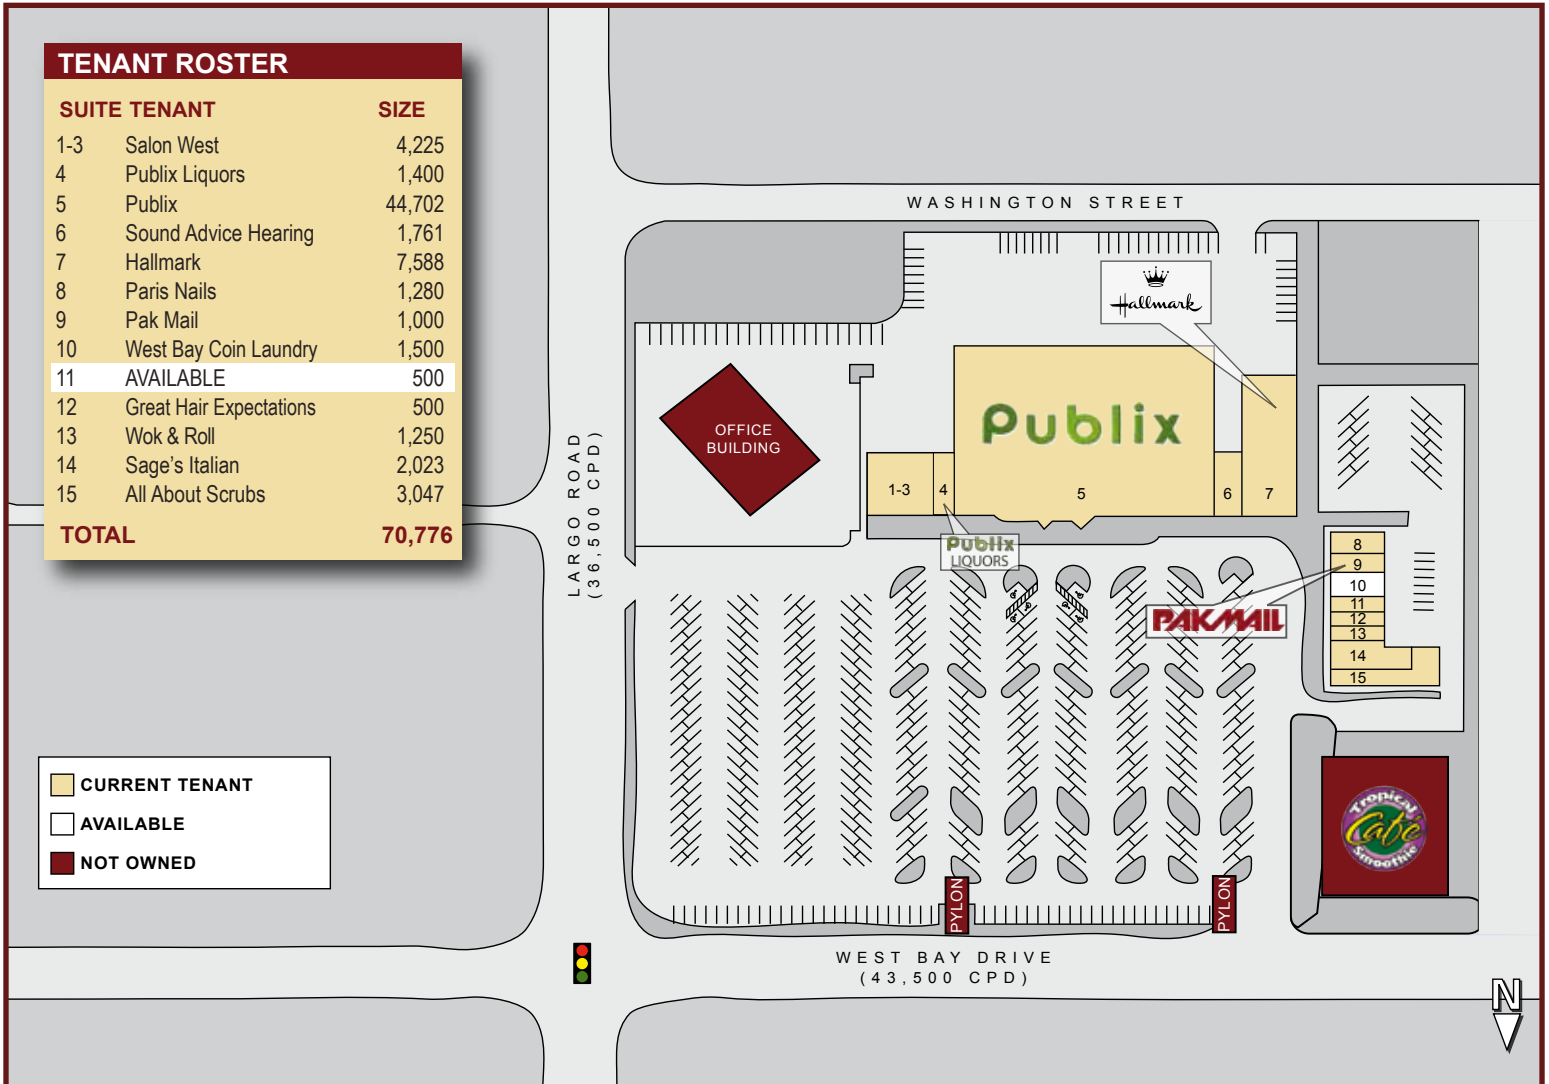 TENANT ROSTER
SUITE TENANT SIZE
1-3 Salon West 4,225
4 Publix Liquors 1,400
5 Publix 44,702
6 Sound Advice Hearing 1,761
7 Hallmark 7,588
8 Paris Nails 1,280
9 Pak Mail 1,000
10 West Bay Coin Laundry 1,500
11 AVAILABLE 500
12 Great Hair Expectations 500
13 Wok & Roll 1,250
14 Sage's Italian 2,023
15 All About Scrubs 3,047
TOTAL 70,776
WASHINGTON STREET
Hallmark
OFFICE
BUILDING
LARGO ROAD
(36,500 CPD)
Publix
1-3
4
5
6
7
Publix
LIQUORS
8
9
10
11
12
13
14
15
PAKMAIL
CURRENT TENANT
AVAILABLE
NOT OWNED
Tropical
Café
Smoothie
PYLON
PYLON
WEST BAY DRIVE
(43,500 CPD)
N